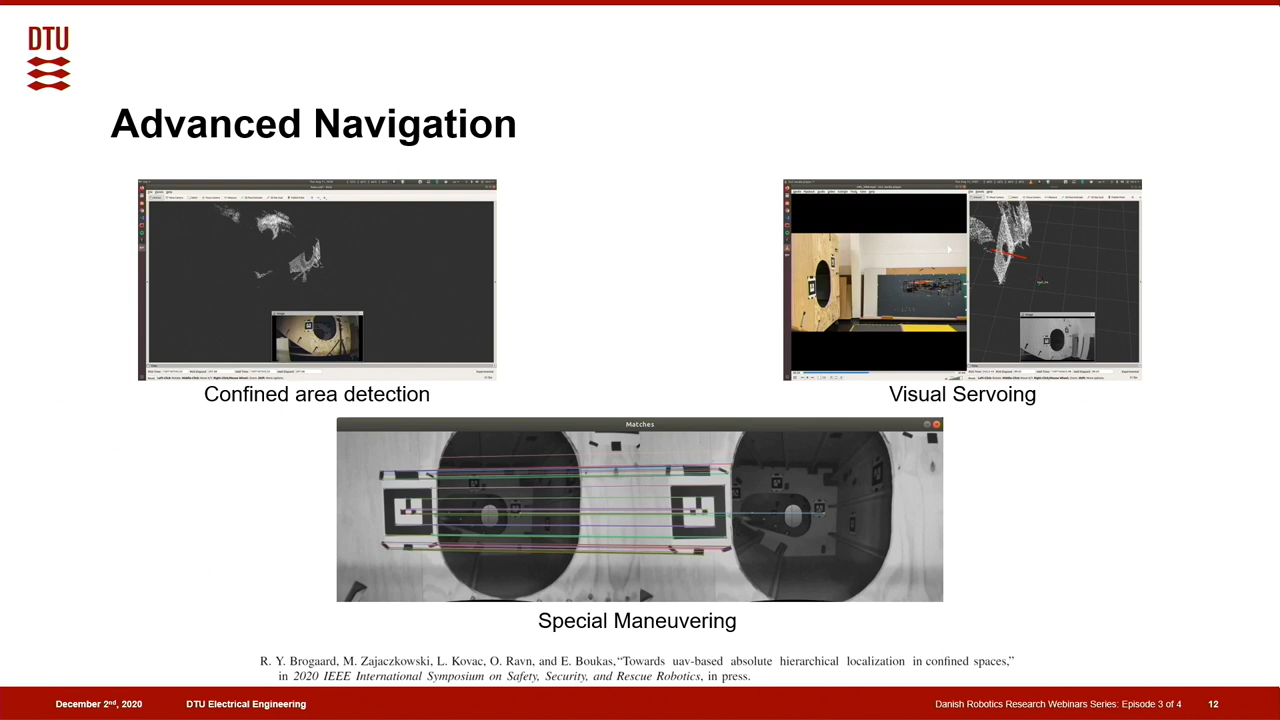 DTU
Advanced Navigation
Confined area detection
Visual Servoing
Matches
Special Maneuvering
R. Y. Brogaard, M. Zajaczkowski, L. Kovac, O. Ravn, and E. Boukas,“Towards uav-based absolute hierarchical localization in confined spaces,”
in 2020 IEEE International Symposium on Safety, Security, and Rescue Robotics, in press.
December 2nd, 2020 DTU Electrical Engineering Danish Robotics Research Webinars Series: Episode 3 of 4 12